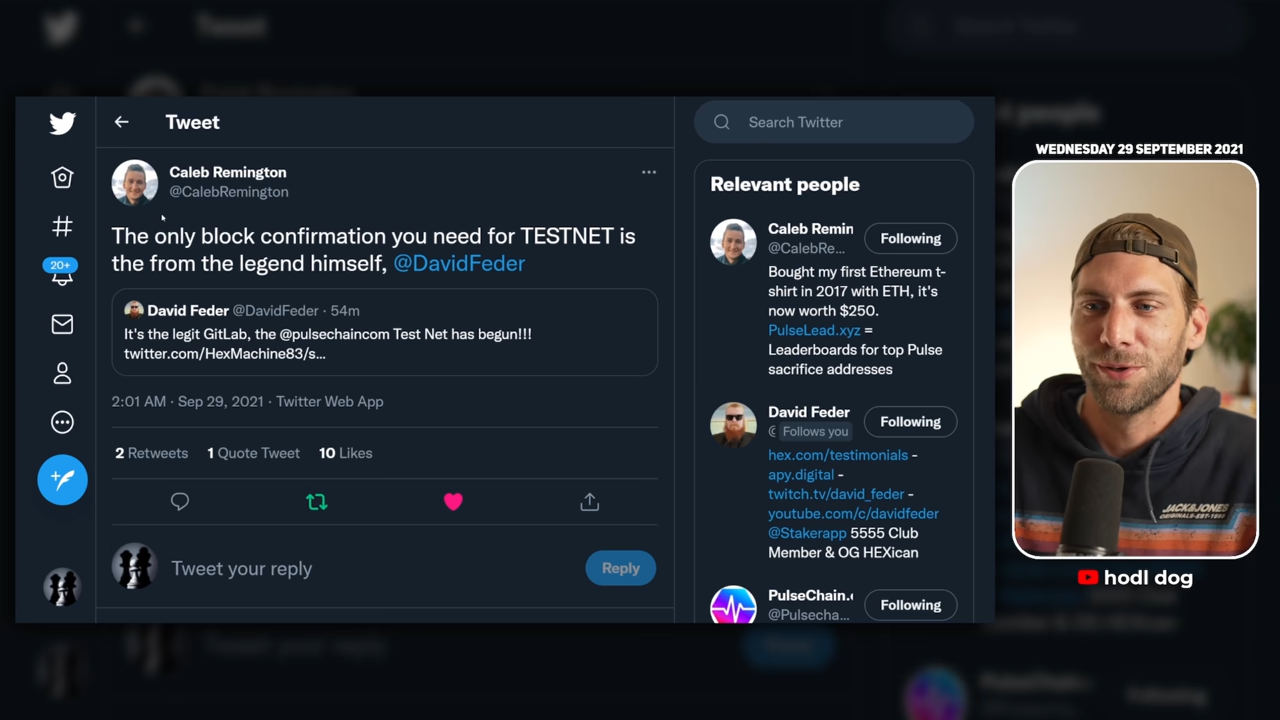 Tweet
Search Twitter
Caleb Remington
@CalebRemington
The only block confirmation you need for TESTNET is
the from the legend himself, @DavidFeder
David Feder @DavidFeder · 54m
It's the legit GitLab, the @pulsechaincom Test Net has begun!!!
twitter.com/HexMachine83/s...
2:01 AM · Sep 29, 2021 · Twitter Web App
2 Retweets 1 Quote Tweet 10 Likes
Tweet your reply
Reply
20+
Relevant people
Caleb Remin
Following
@CalebRe...
Bought my first Ethereum t-
shirt in 2017 with ETH, it's
now worth $250.
PulseLead.xyz =
Leaderboards for top Pulse
sacrifice addresses
David Feder
Following
Follows you
hex.com/testimonials -
apy.digital -
twitch.tv/david_feder -
youtube.com/c/davidfeder
@Stakerapp 5555 Club
Member & OG HEXican
PulseChain.
Following
@Pulsecha...
WEDNESDAY 29 SEPTEMBER 2021
JACK&JONES
ORIGINALS-EST-1990
hodl dog